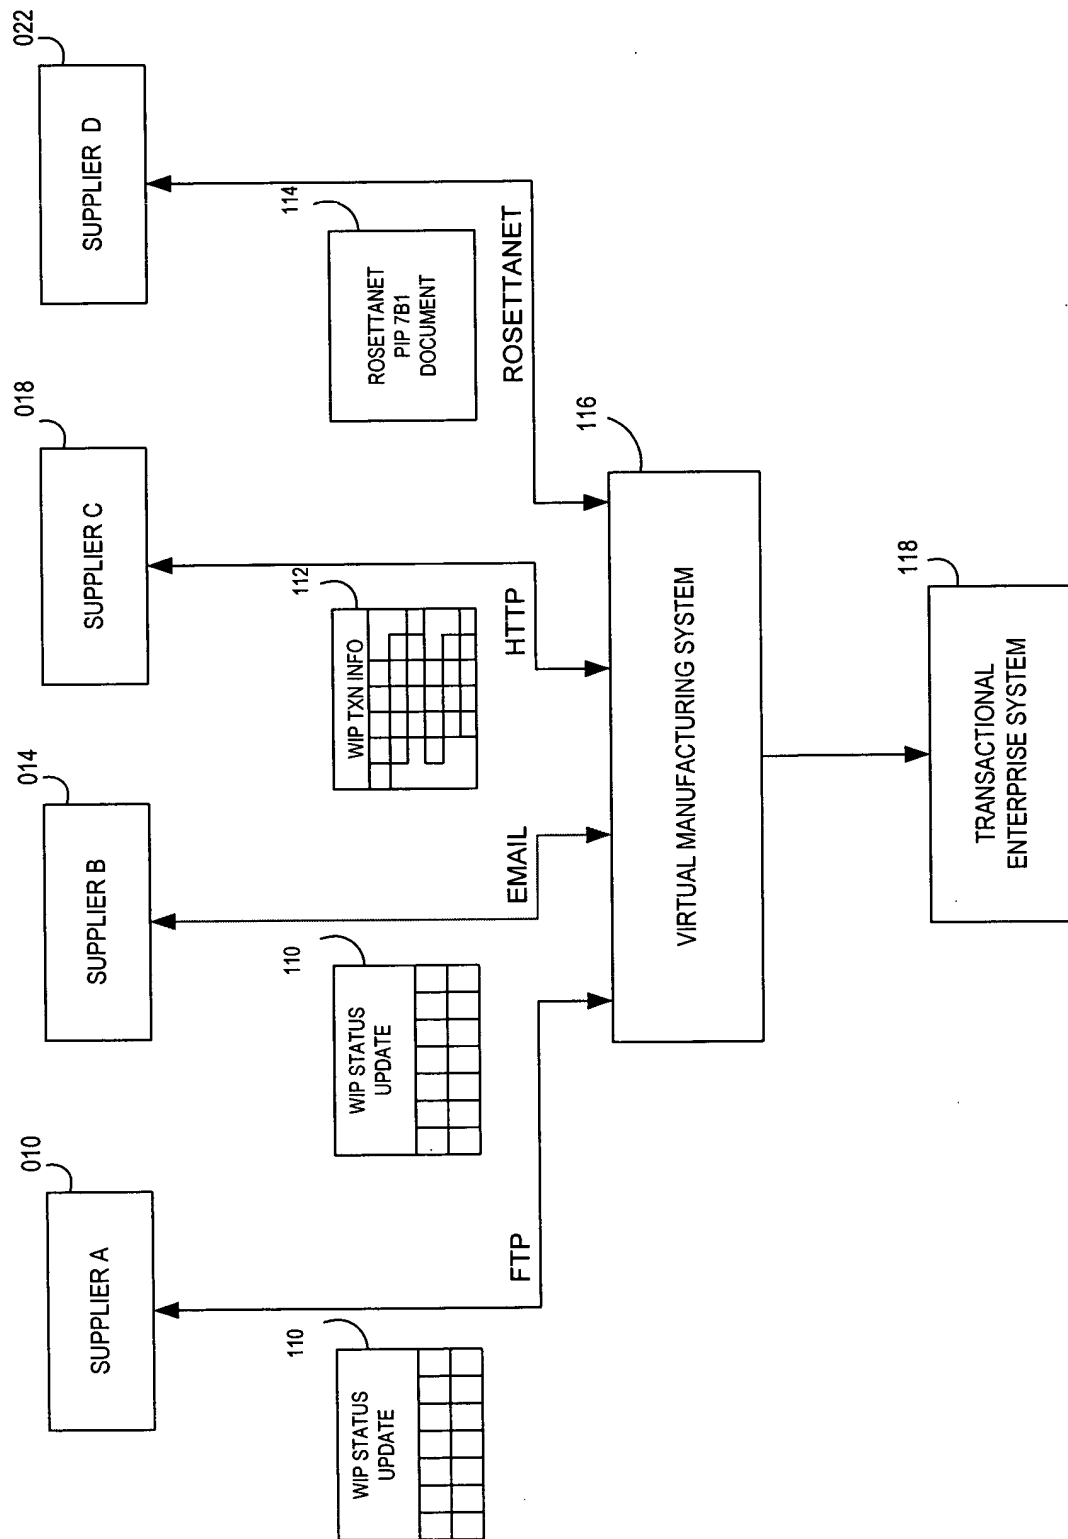 010
SUPPLIER A
014
SUPPLIER B
018
SUPPLIER C
022
SUPPLIER D
110
WIP STATUS
UPDATE
110
WIP STATUS
UPDATE
112
WIP TXN INFO
114
ROSETTANET
PIP 7B1
DOCUMENT
FTP
EMAIL
HTTP
ROSETTANET
116
VIRTUAL MANUFACTURING SYSTEM
118
TRANSACTIONAL
ENTERPRISE SYSTEM